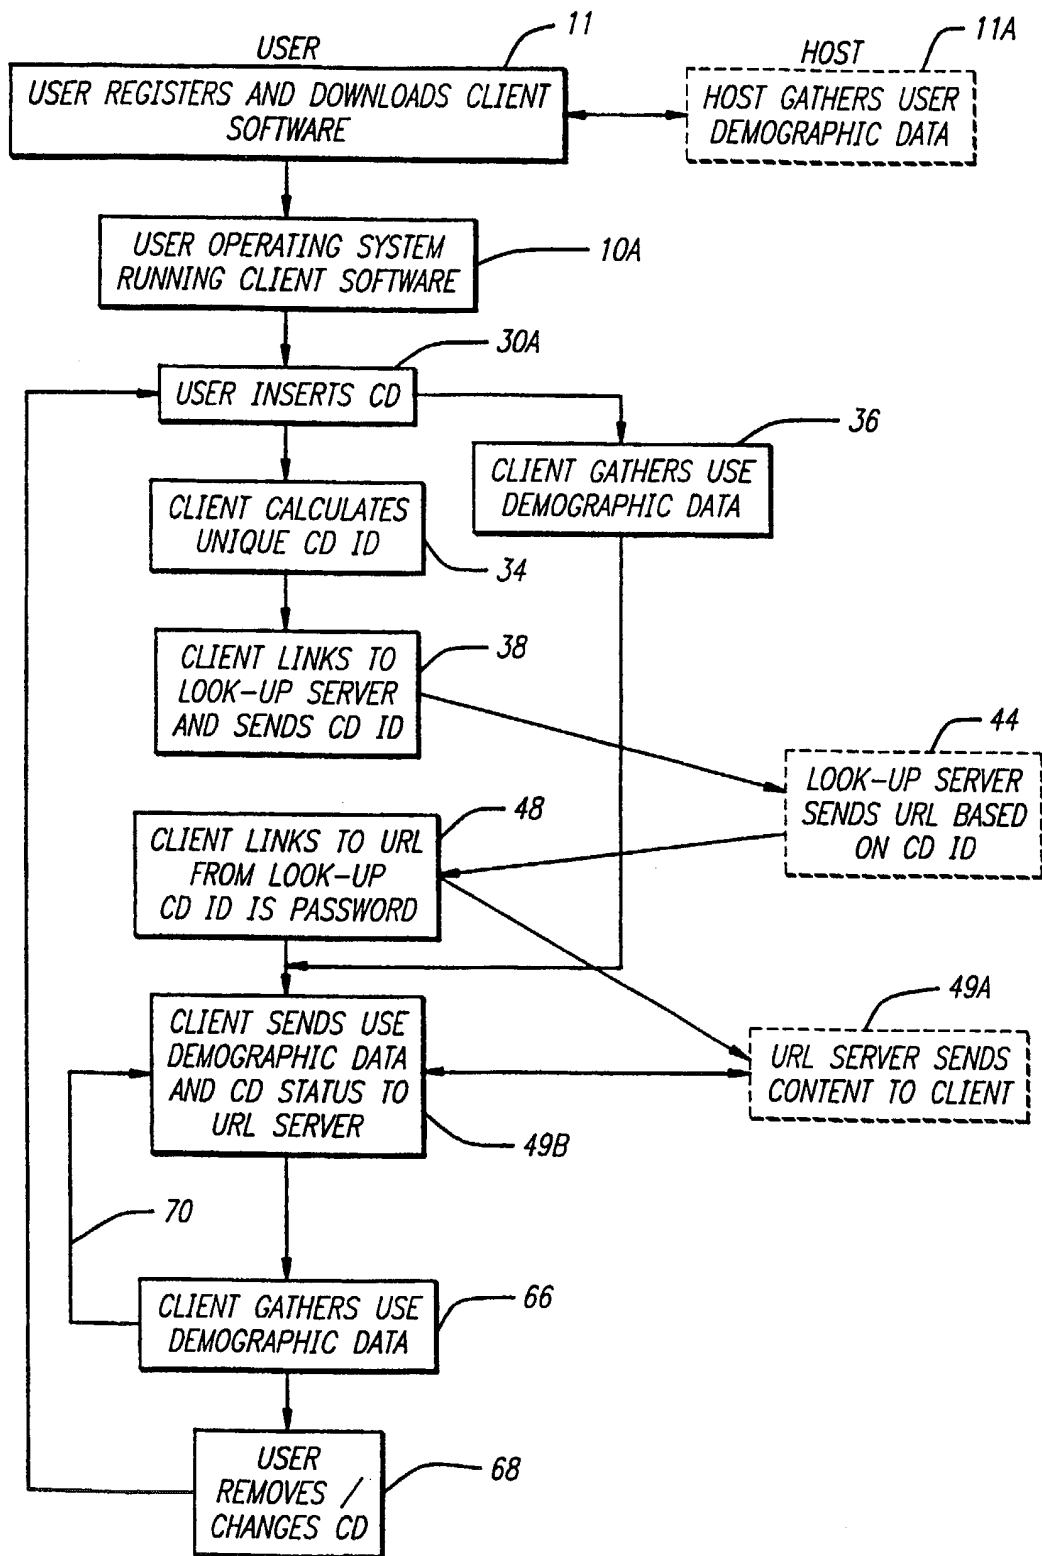 11
USER
USER REGISTERS AND DOWNLOADS CLIENT
SOFTWARE
11A
HOST
HOST GATHERS USER
DEMOGRAPHIC DATA
USER OPERATING SYSTEM
RUNNING CLIENT SOFTWARE
10A
30A
USER INSERTS CD
36
CLIENT GATHERS USE
DEMOGRAPHIC DATA
CLIENT CALCULATES
UNIQUE CD ID
34
CLIENT LINKS TO
LOOK-UP SERVER
AND SENDS CD ID
38
44
LOOK-UP SERVER
SENDS URL BASED
ON CD ID
48
CLIENT LINKS TO URL
FROM LOOK-UP
CD ID IS PASSWORD
49A
URL SERVER SENDS
CONTENT TO CLIENT
CLIENT SENDS USE
DEMOGRAPHIC DATA
AND CD STATUS TO
URL SERVER
49B
70
CLIENT GATHERS USE
DEMOGRAPHIC DATA
66
USER
REMOVES /
CHANGES CD
68